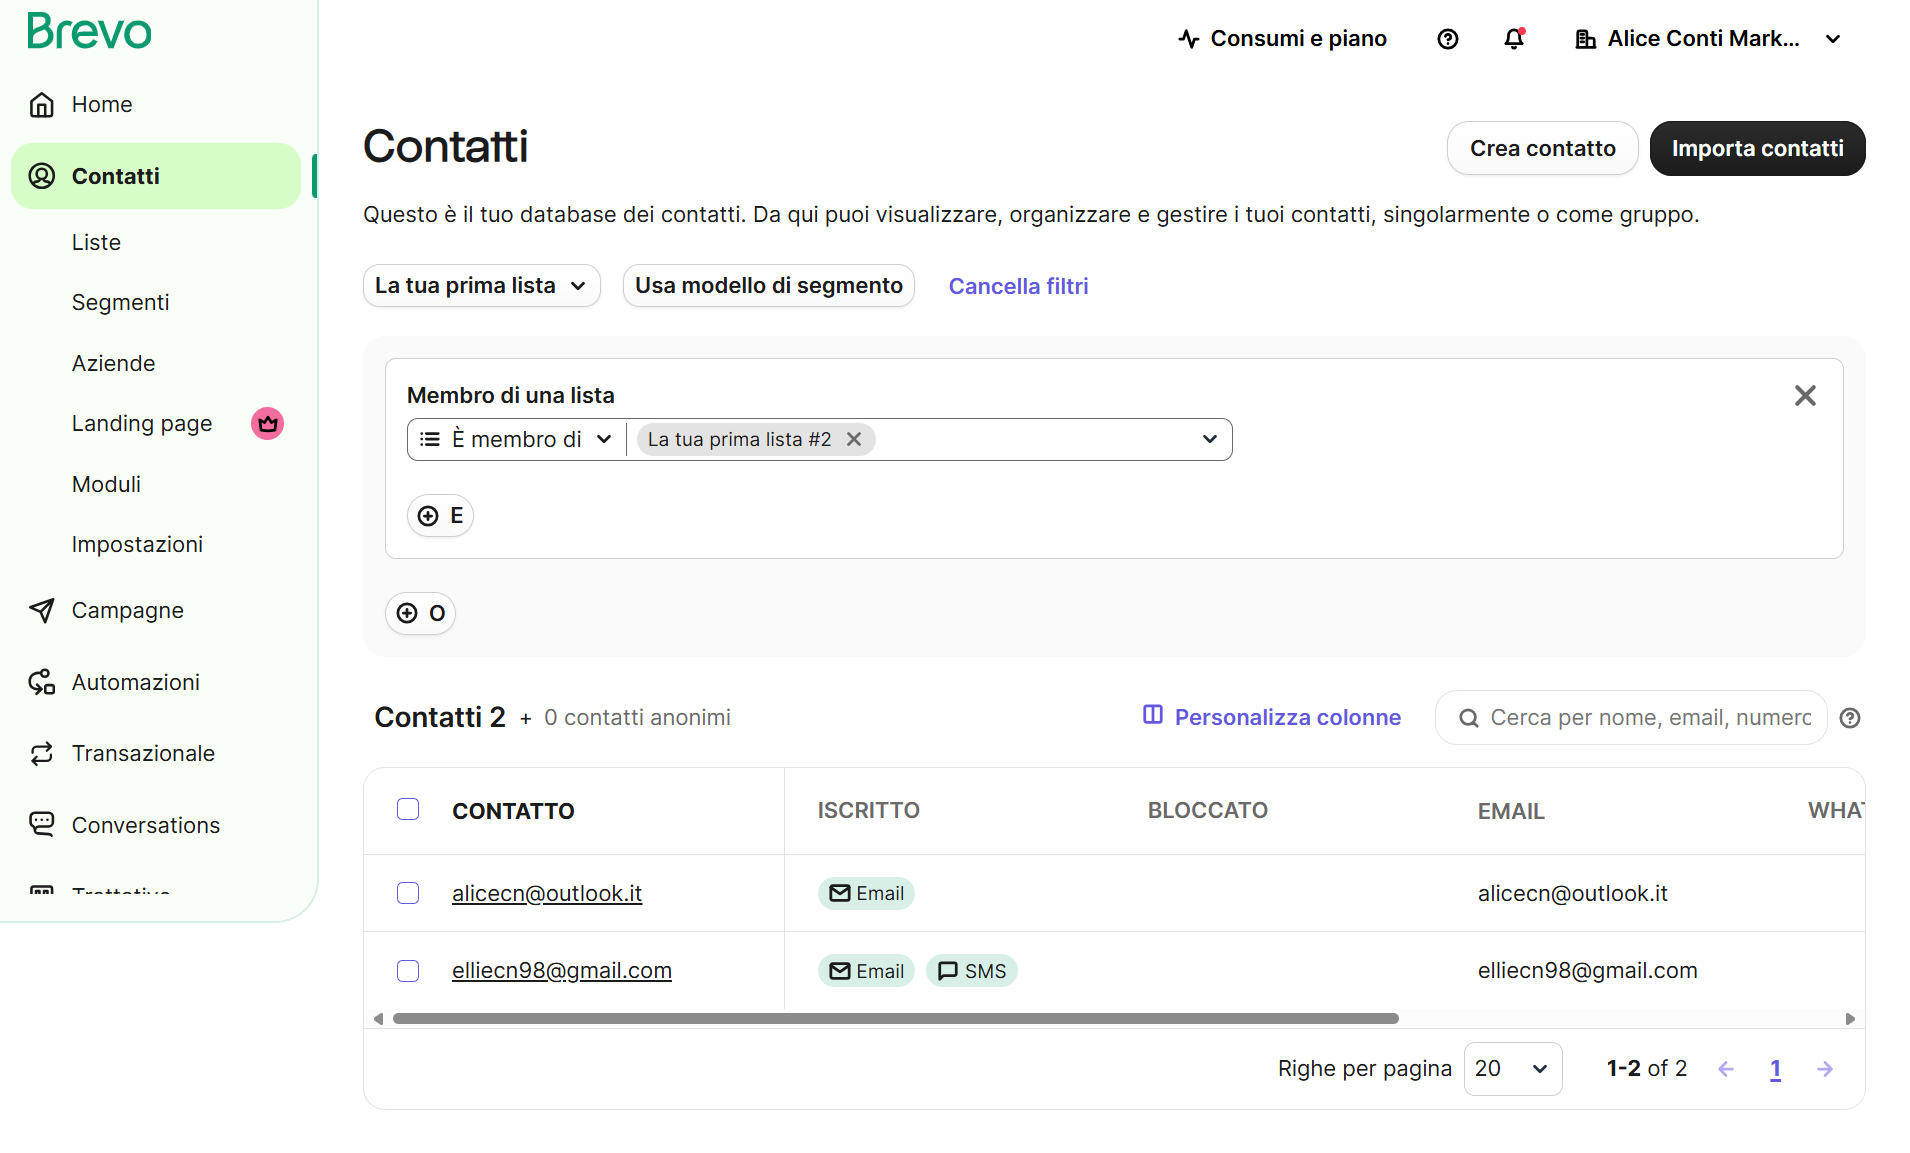 Brevo
Consumi e piano
Alice Conti Mark...
Home
Contatti
Liste
Segmenti
Aziende
Landing page
Moduli
Impostazioni
Campagne
Automazioni
Transazionale
Conversations
Contatti
Crea contatto
Importa contatti
Questo è il tuo database dei contatti. Da qui puoi visualizzare, organizzare e gestire i tuoi contatti, singolarmente o come gruppo.
La tua prima lista
Usa modello di segmento
Cancella filtri
Membro di una lista
È membro di
La tua prima lista #2
E
O
Contatti 2 + 0 contatti anonimi
Personalizza colonne
Cerca per nome, email, numero
CONTATTO ISCRITTO BLOCCATO EMAIL WHAT
alicecn@outlook.it Email alicecn@outlook.it
elliecn98@gmail.com Email SMS elliecn98@gmail.com
Righe per pagina 20 1-2 of 2 1